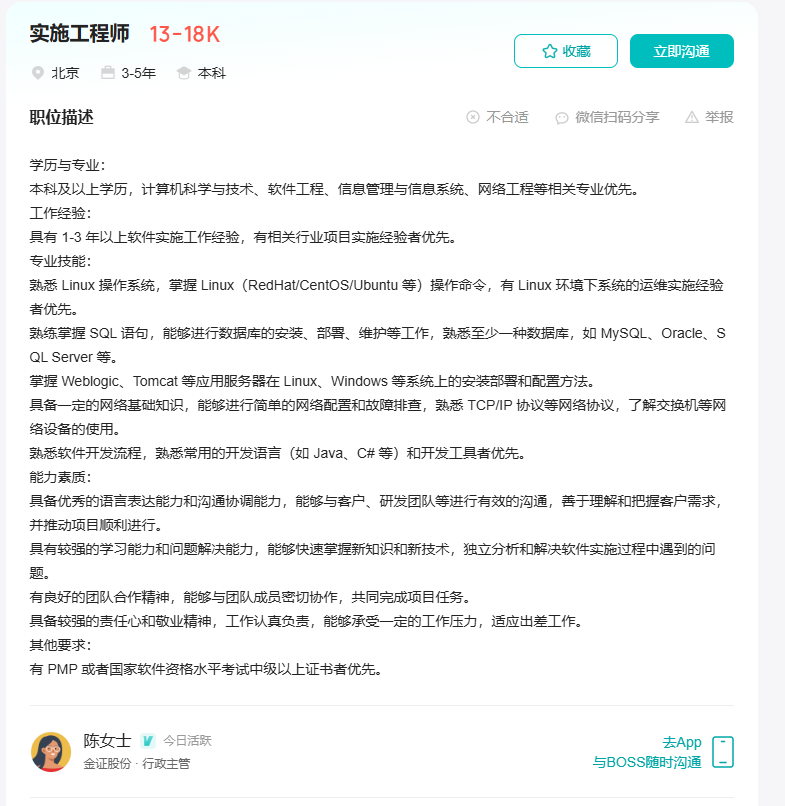 实施工程师 13-18K
收藏 立即沟通
北京 3-5年 本科
职位描述 不合适 微信扫码分享 举报
学历与专业：
本科及以上学历，计算机科学与技术、软件工程、信息管理与信息系统、网络工程等相关专业优先。
工作经验：
具有 1-3 年以上软件实施工作经验，有相关行业项目实施经验者优先。
专业技能：
熟悉 Linux 操作系统，掌握 Linux（RedHat/CentOS/Ubuntu 等）操作命令，有 Linux 环境下系统的运维实施经验
者优先。
熟练掌握 SQL 语句，能够进行数据库的安装、部署、维护等工作，熟悉至少一种数据库，如 MySQL、Oracle、S
QL Server 等。
掌握 Weblogic、Tomcat 等应用服务器在 Linux、Windows 等系统上的安装部署和配置方法。
具备一定的网络基础知识，能够进行简单的网络配置和故障排查，熟悉 TCP/IP 协议等网络协议，了解交换机等网
络设备的使用。
熟悉软件开发流程，熟悉常用的开发语言（如 Java、C# 等）和开发工具者优先。
能力素质：
具备优秀的语言表达能力和沟通协调能力，能够与客户、研发团队等进行有效的沟通，善于理解和把握客户需求，
并推动项目顺利进行。
具有较强的学习能力和问题解决能力，能够快速掌握新知识和新技术，独立分析和解决软件实施过程中遇到的问
题。
有良好的团队合作精神，能够与团队成员密切协作，共同完成项目任务。
具备较强的责任心和敬业精神，工作认真负责，能够承受一定的工作压力，适应出差工作。
其他要求：
有 PMP 或者国家软件资格水平考试中级以上证书者优先。
陈女士 今日活跃
金证股份 · 行政主管
去App
与BOSS随时沟通